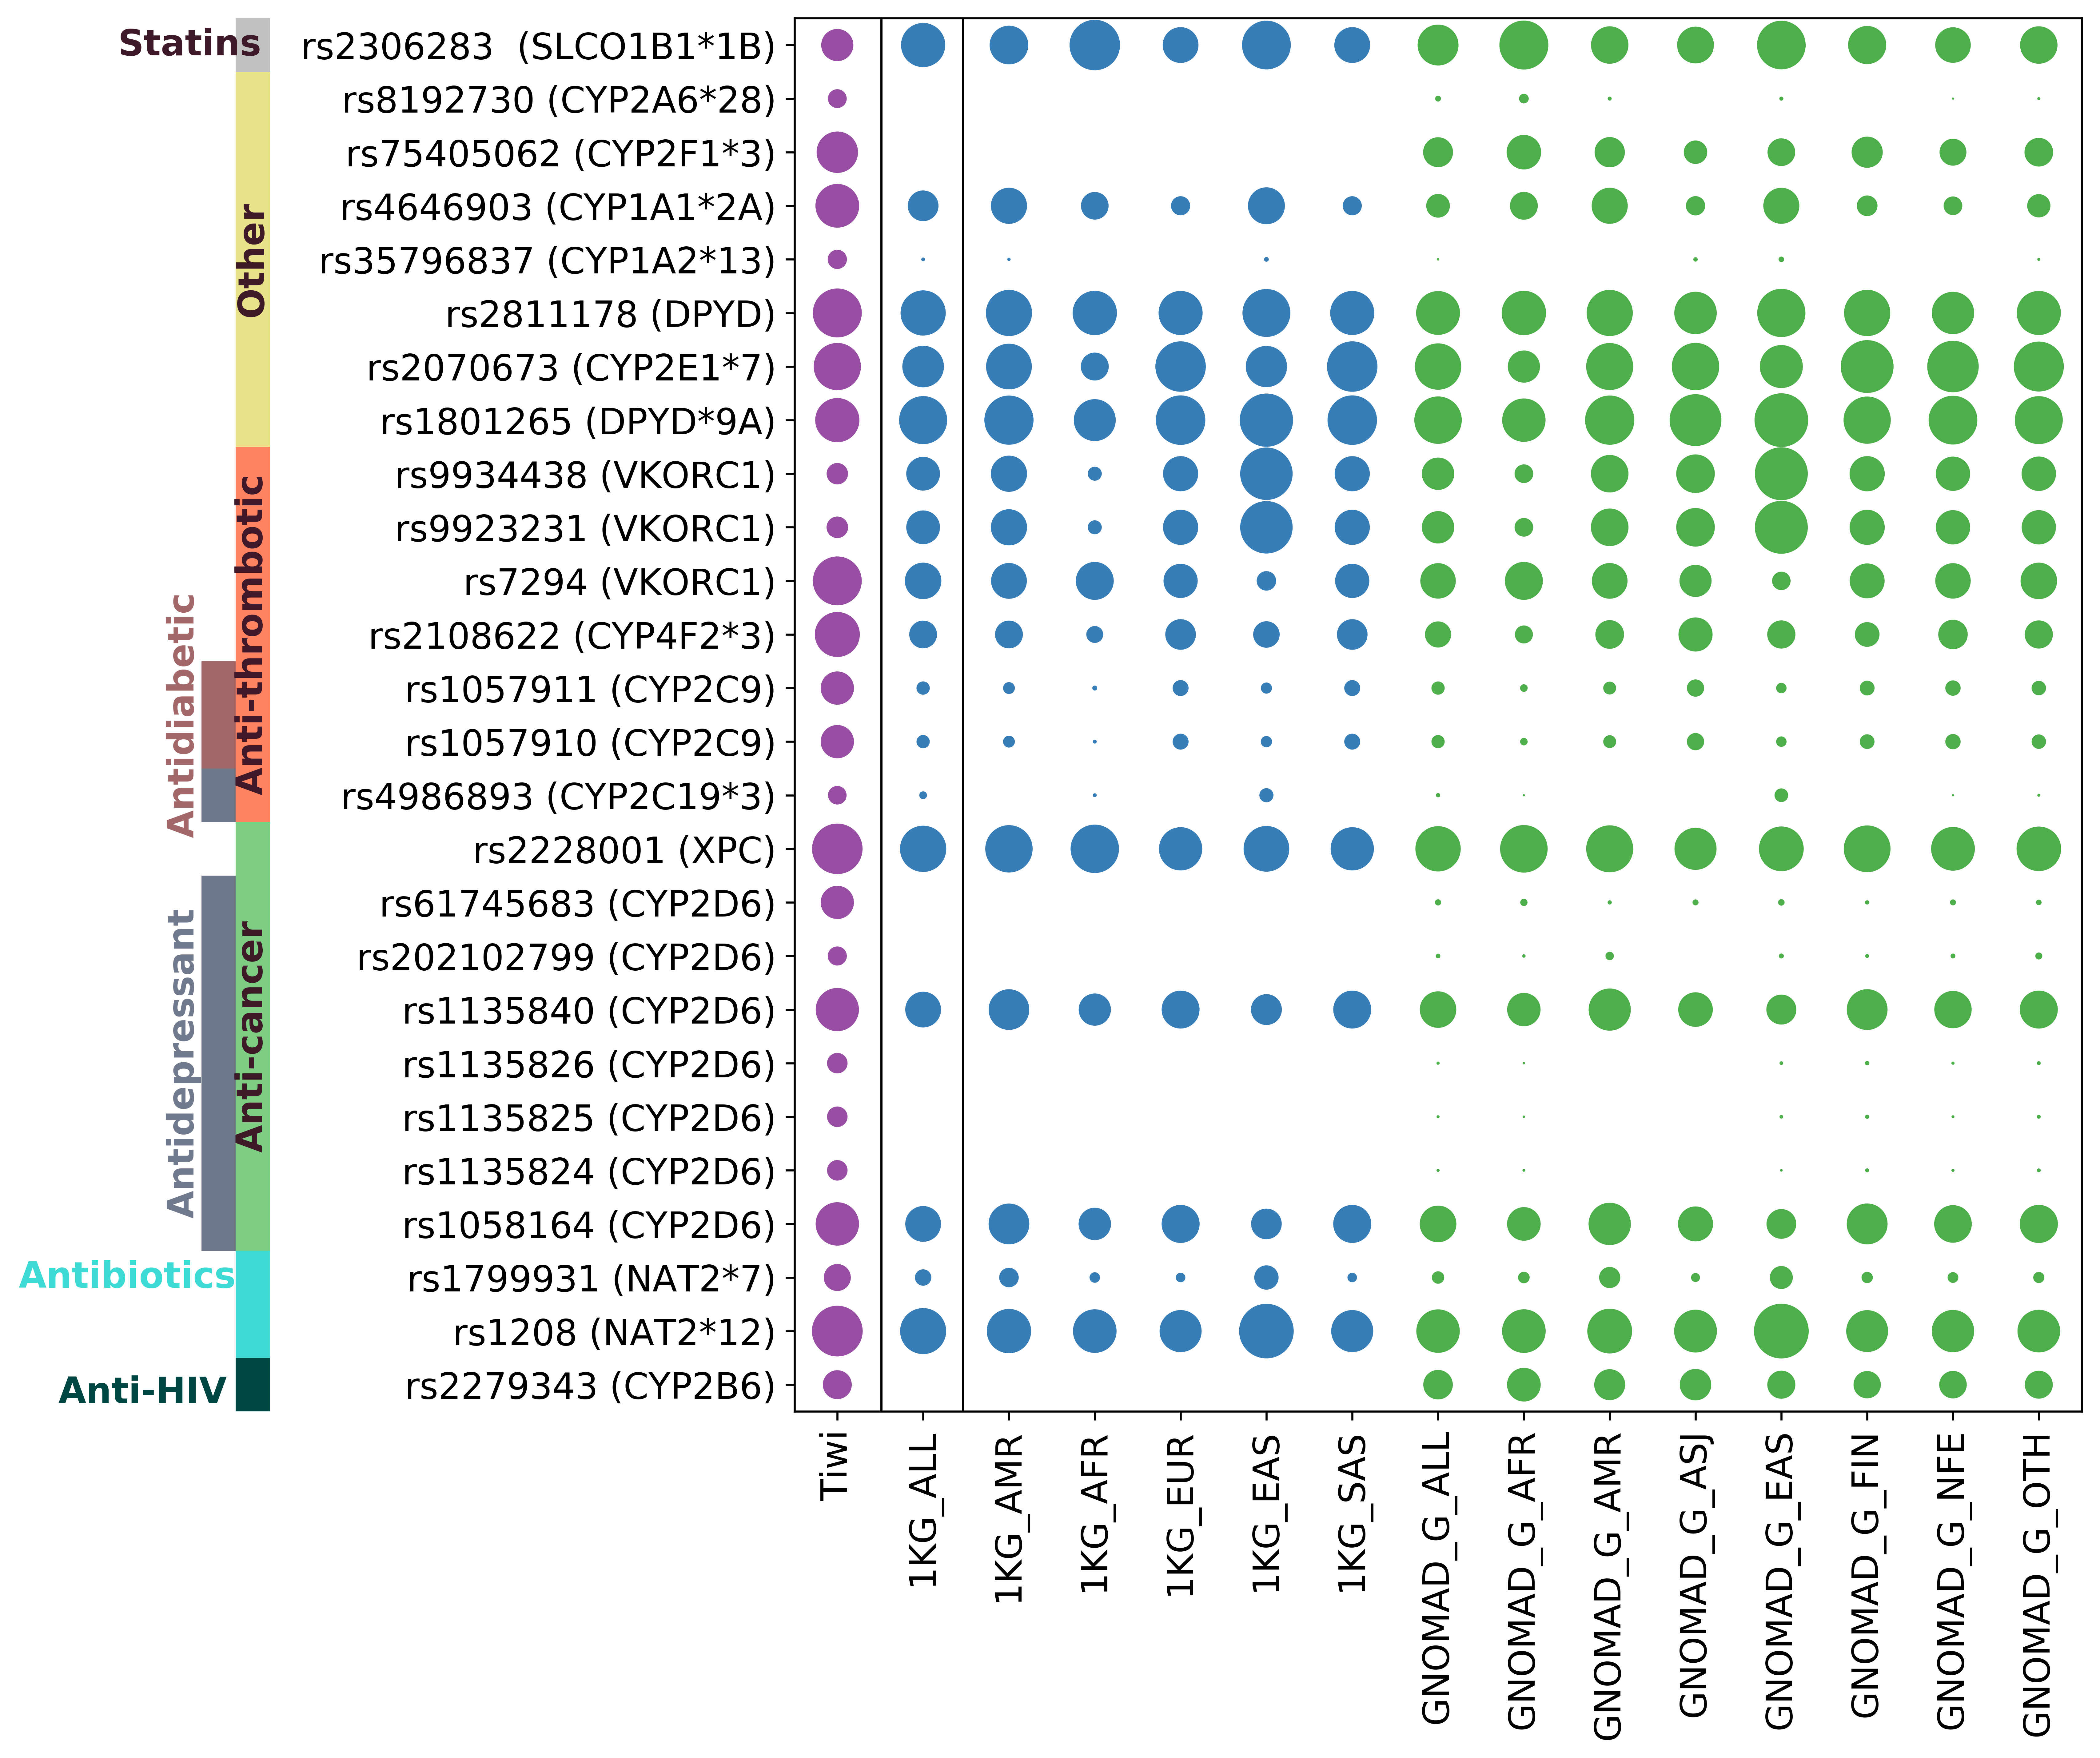 Statins
Other
Anti-thrombotic
Antidiabetic
Anti-cancer
Antidepressant
Antibiotics
Anti-HIV
rs2306283  (SLCO1B1*1B)
rs8192730 (CYP2A6*28)
rs75405062 (CYP2F1*3)
rs4646903 (CYP1A1*2A)
rs35796837 (CYP1A2*13)
rs2811178 (DPYD)
rs2070673 (CYP2E1*7)
rs1801265 (DPYD*9A)
rs9934438 (VKORC1)
rs9923231 (VKORC1)
rs7294 (VKORC1)
rs2108622 (CYP4F2*3)
rs1057911 (CYP2C9)
rs1057910 (CYP2C9)
rs4986893 (CYP2C19*3)
rs2228001 (XPC)
rs61745683 (CYP2D6)
rs202102799 (CYP2D6)
rs1135840 (CYP2D6)
rs1135826 (CYP2D6)
rs1135825 (CYP2D6)
rs1135824 (CYP2D6)
rs1058164 (CYP2D6)
rs1799931 (NAT2*7)
rs1208 (NAT2*12)
rs2279343 (CYP2B6)
Tiwi
1KG_ALL
1KG_AMR
1KG_AFR
1KG_EUR
1KG_EAS
1KG_SAS
GNOMAD_G_ALL
GNOMAD_G_AFR
GNOMAD_G_AMR
GNOMAD_G_ASJ
GNOMAD_G_EAS
GNOMAD_G_FIN
GNOMAD_G_NFE
GNOMAD_G_OTH